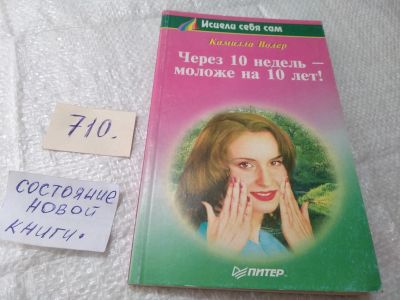 Исцели себя сам
Камилла Волер
Через 10 недель –
моложе на 10 лет!
710.
СОСТОЯНИЕ
НОВОЙ
КНИГИ.
ПИТЕР